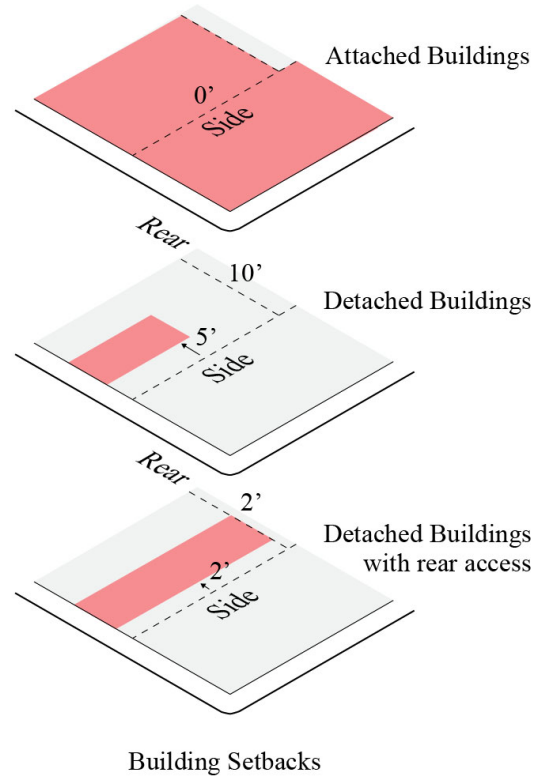 Attached Buildings
0’
Side
Rear
10’
Detached Buildings
5’
Side
Rear
2’
Detached Buildings
with rear access
2’
Side
Building Setbacks